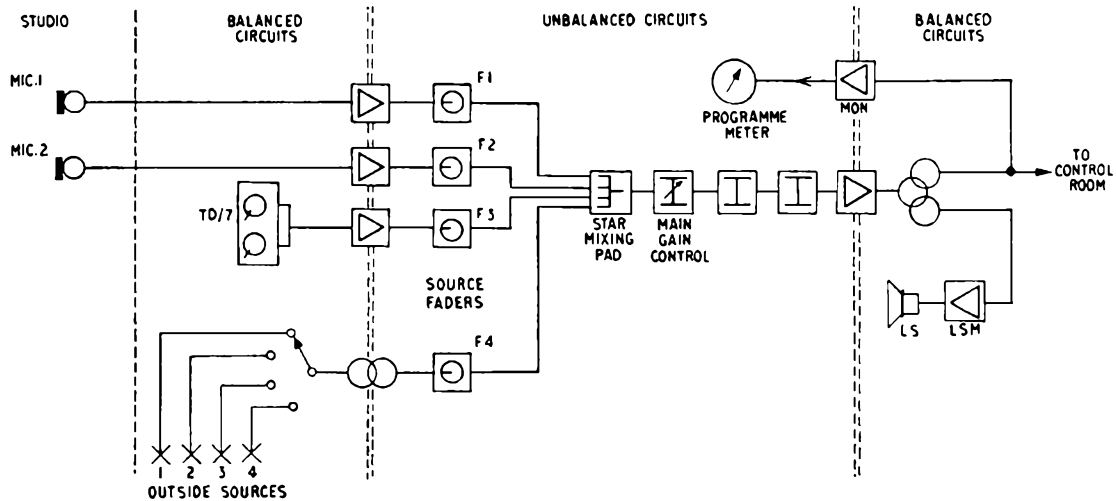 STUDIO
BALANCED
CIRCUITS
UNBALANCED CIRCUITS
BALANCED
CIRCUITS
MIC.1
F1
MON
PROGRAMME
METER
MIC.2
F2
TO
CONTROL
ROOM
TD/7
F3
STAR
MIXING
PAD
MAIN
GAIN
CONTROL
SOURCE
FADERS
LS
LSM
F4
1 2 3 4
OUTSIDE SOURCES